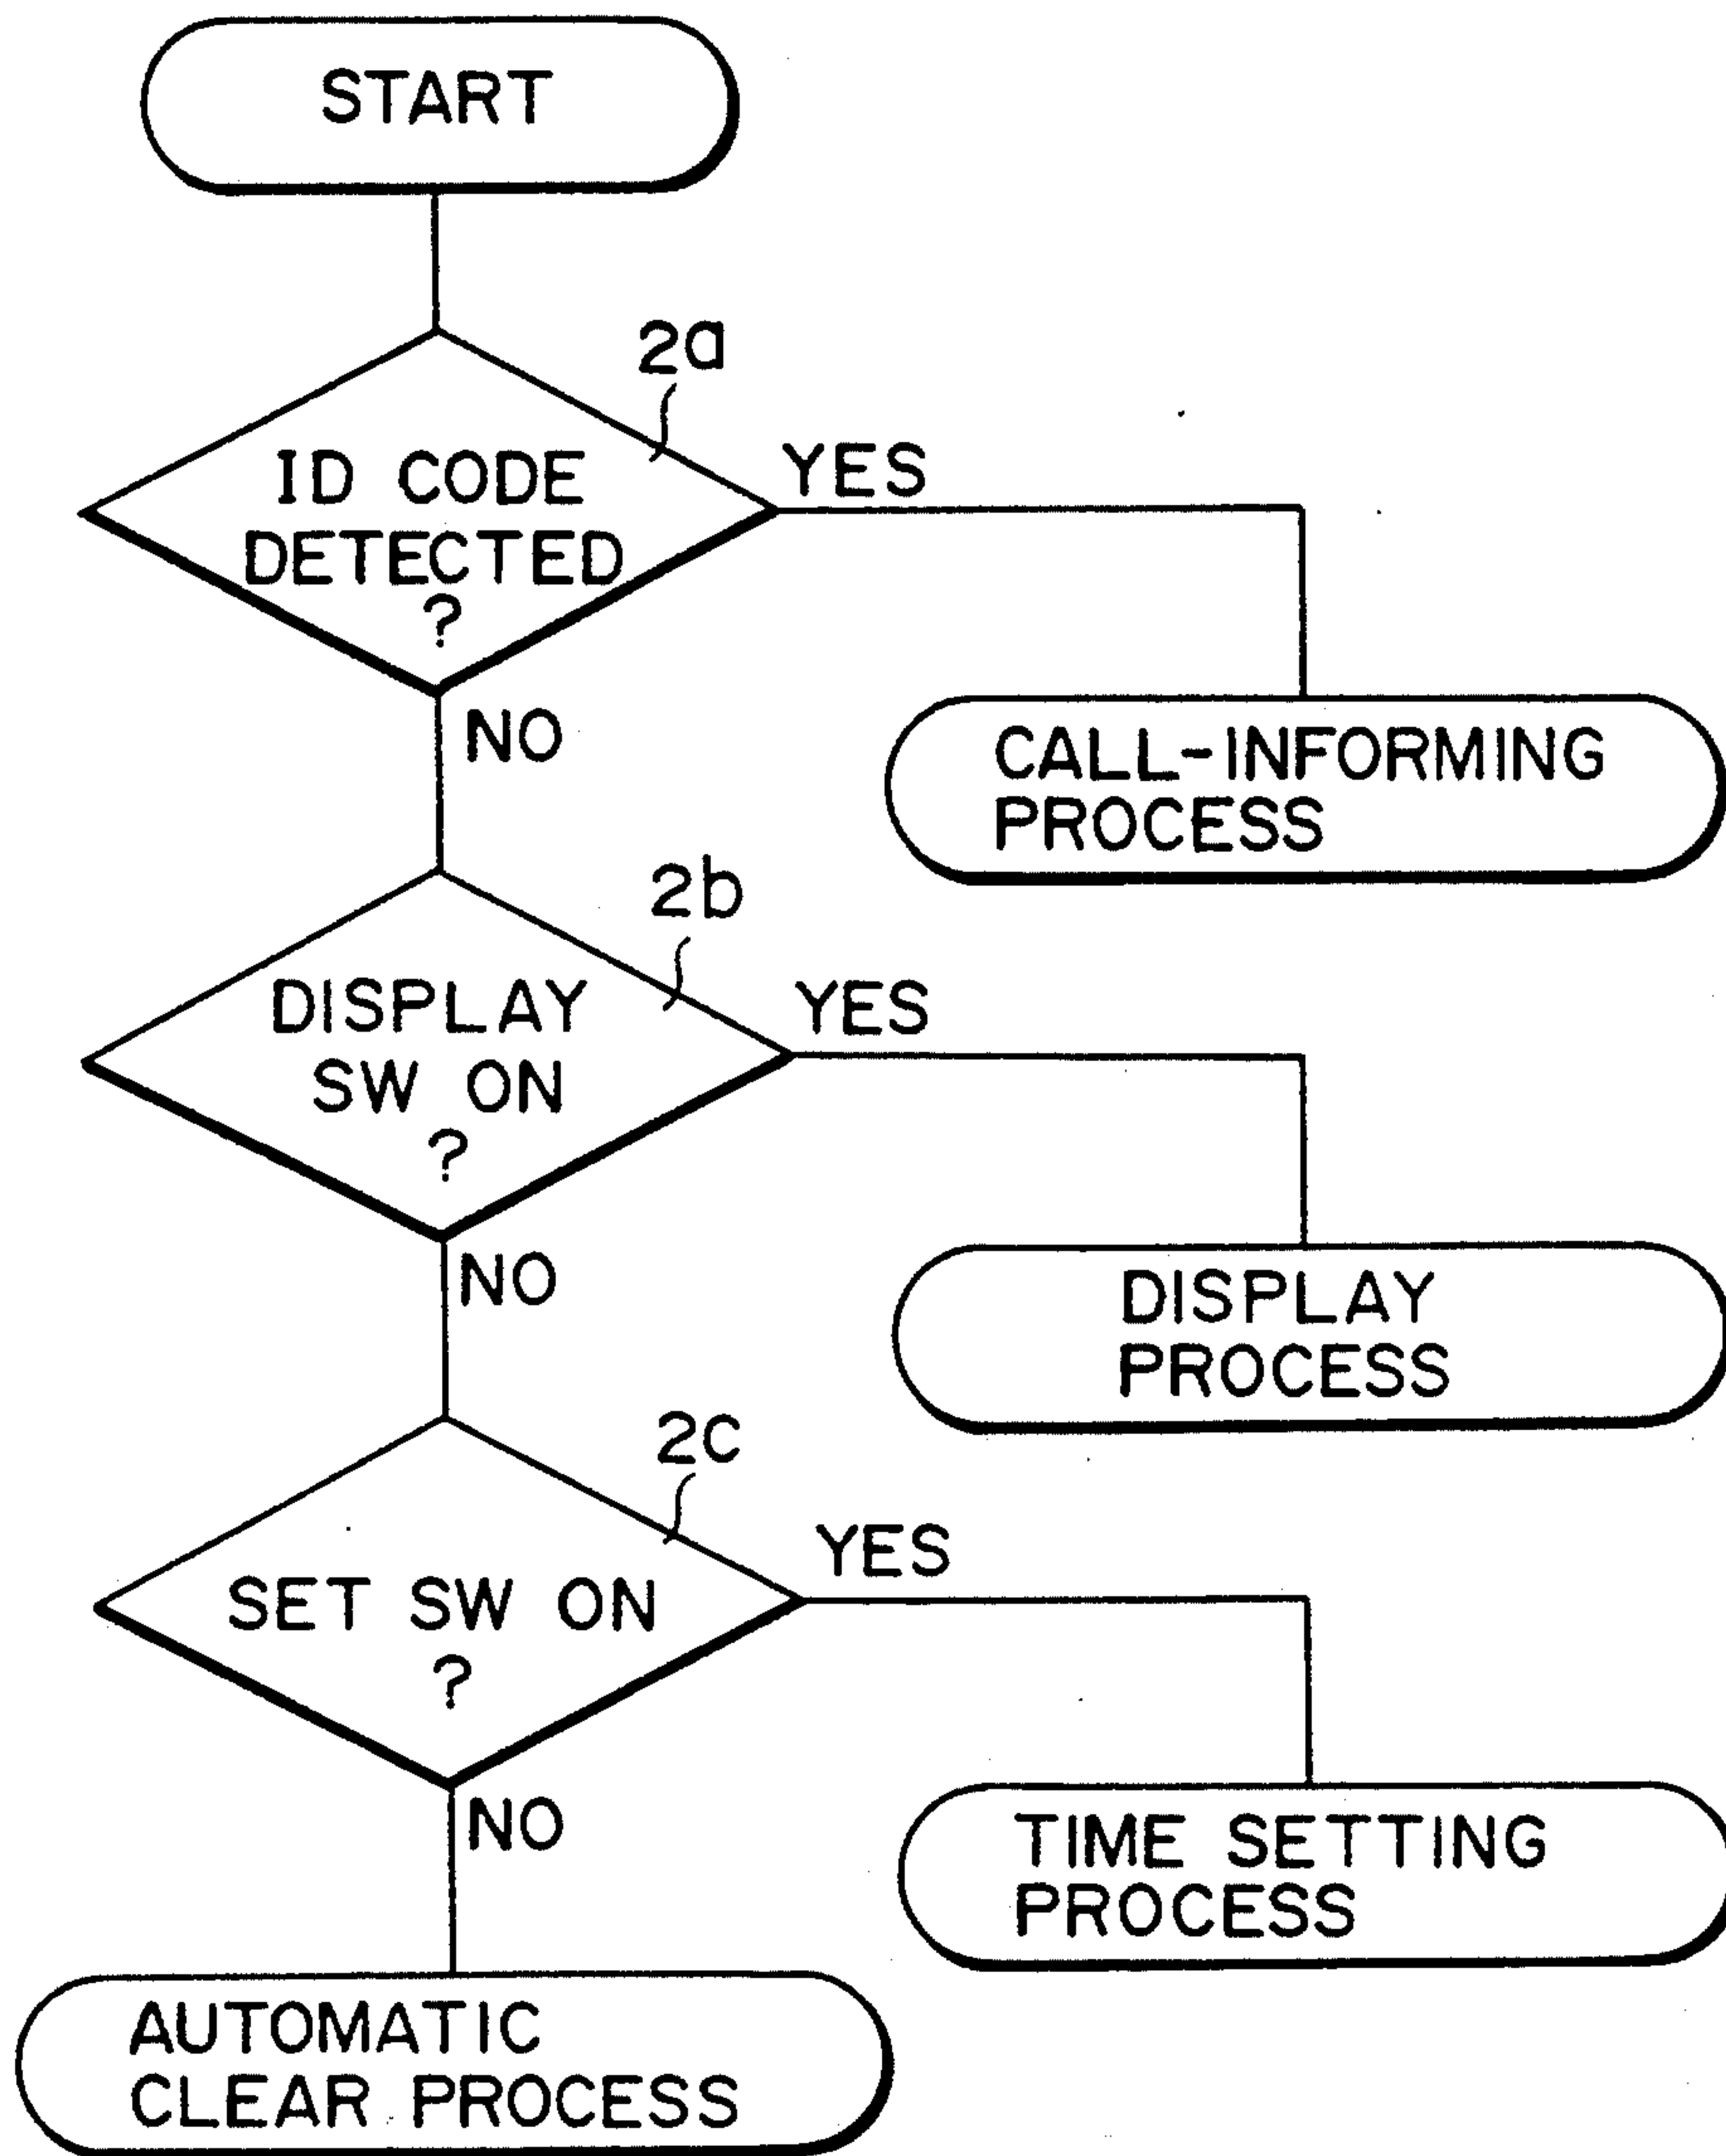 START
2a
ID CODE
DETECTED
?
YES
NO
CALL-INFORMING
PROCESS
2b
DISPLAY
SW ON
?
YES
NO
DISPLAY
PROCESS
2c
SET SW ON
?
YES
NO
TIME SETTING
PROCESS
AUTOMATIC
CLEAR PROCESS